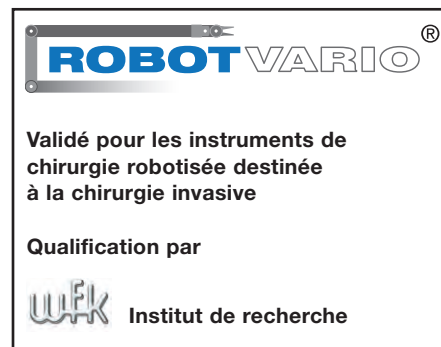 ROBOTVARIO®
Validé pour les instruments de
chirurgie robotisée destinée
à la chirurgie invasive
Qualification par
wfk Institut de recherche